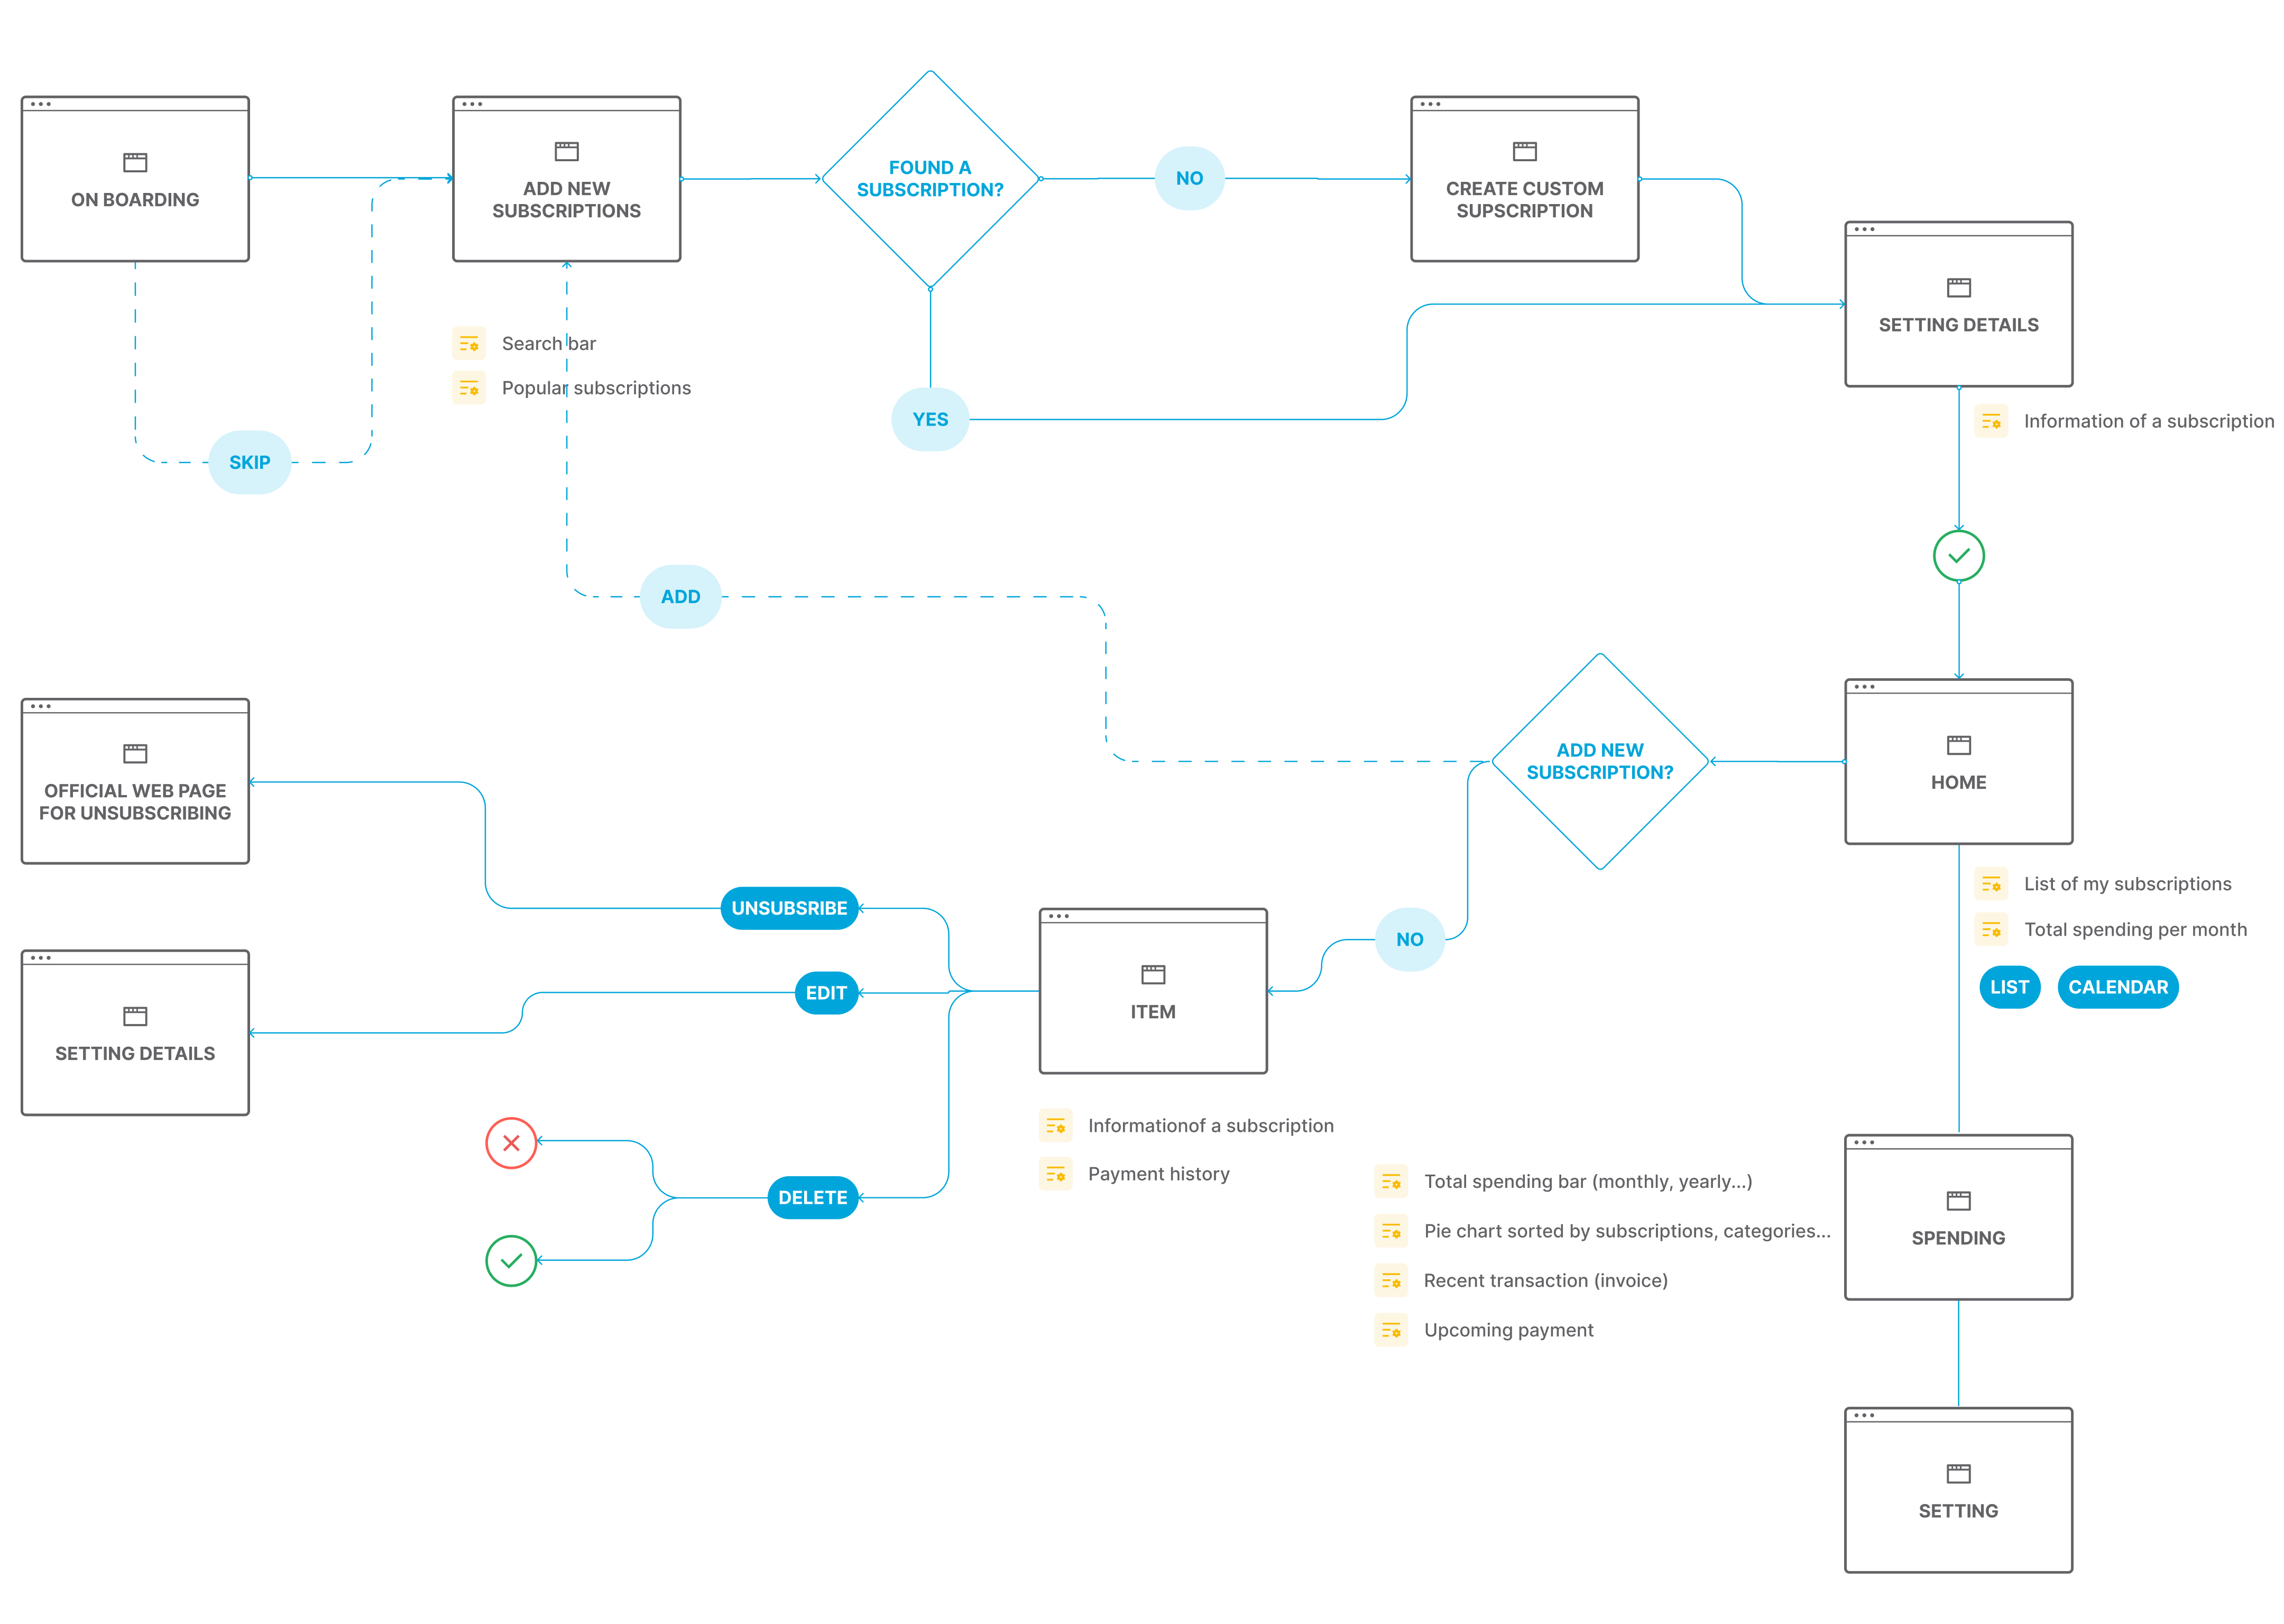 ON BOARDING
ADD NEW
SUBSCRIPTIONS
FOUND A
SUBSCRIPTION?
NO
CREATE CUSTOM
SUPSCRIPTION
SETTING DETAILS
Search bar
Popular subscriptions
YES
Information of a subscription
SKIP
ADD
ADD NEW
SUBSCRIPTION?
HOME
OFFICIAL WEB PAGE
FOR UNSUBSCRIBING
List of my subscriptions
Total spending per month
LIST
CALENDAR
UNSUBSRIBE
NO
EDIT
ITEM
SETTING DETAILS
Informationof a subscription
Payment history
DELETE
Total spending bar (monthly, yearly...)
Pie chart sorted by subscriptions, categories...
Recent transaction (invoice)
Upcoming payment
SPENDING
SETTING